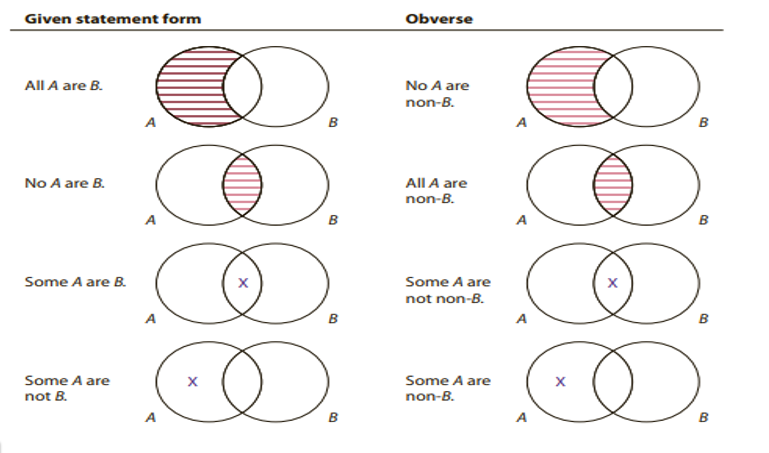 Given statement form Obverse
All A are B. No A are
non-B.
A B A B
No A are B. All A are
non-B.
A B A B
Some A are B. x Some A are x
not non-B.
A B A B
Some A are x Some A are x
not B. non-B.
A B A B